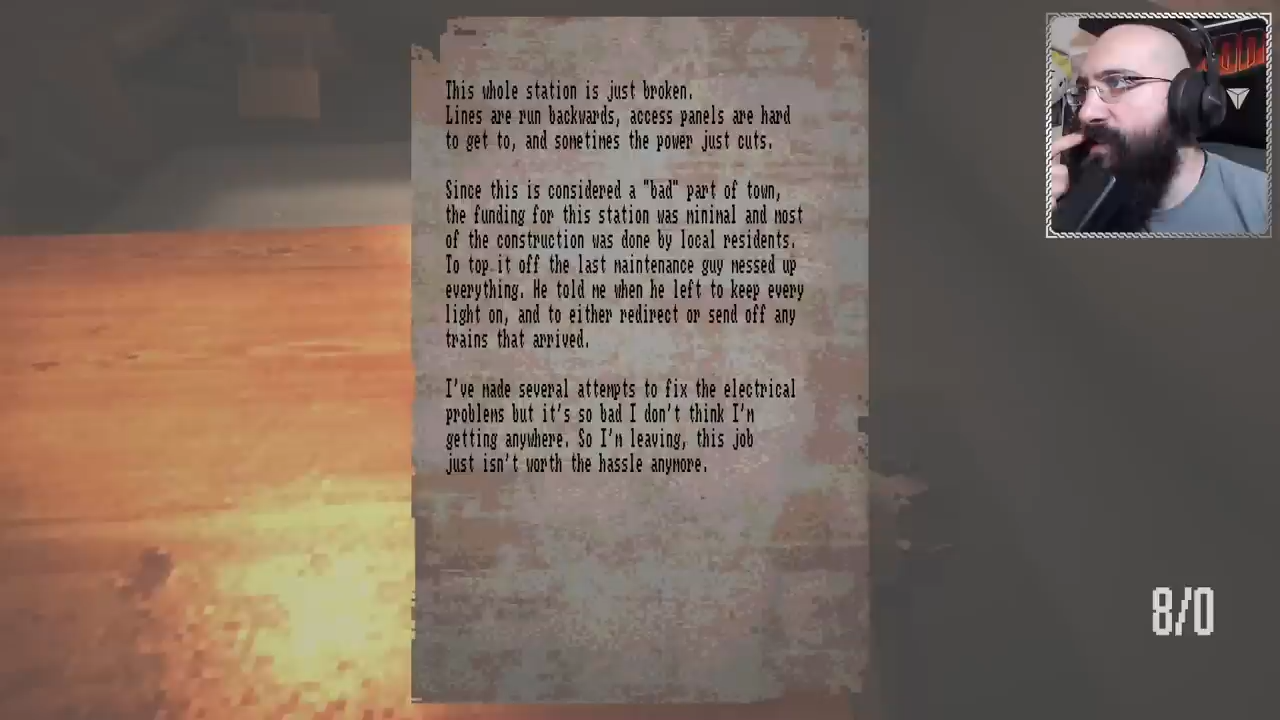 This whole station is just broken.
Lines are run backwards, access panels are hard
to get to, and sometimes the power just cuts.
Since this is considered a "bad" part of town,
the funding for this station was minimal and most
of the construction was done by local residents.
To top it off the last maintenance guy messed up
everything. He told me when he left to keep every
light on, and to either redirect or send off any
trains that arrived.
I've made several attempts to fix the electrical
problems but it's so bad I don't think I'm
getting anywhere. So I'm leaving, this job
just isn't worth the hassle anymore.
8/0